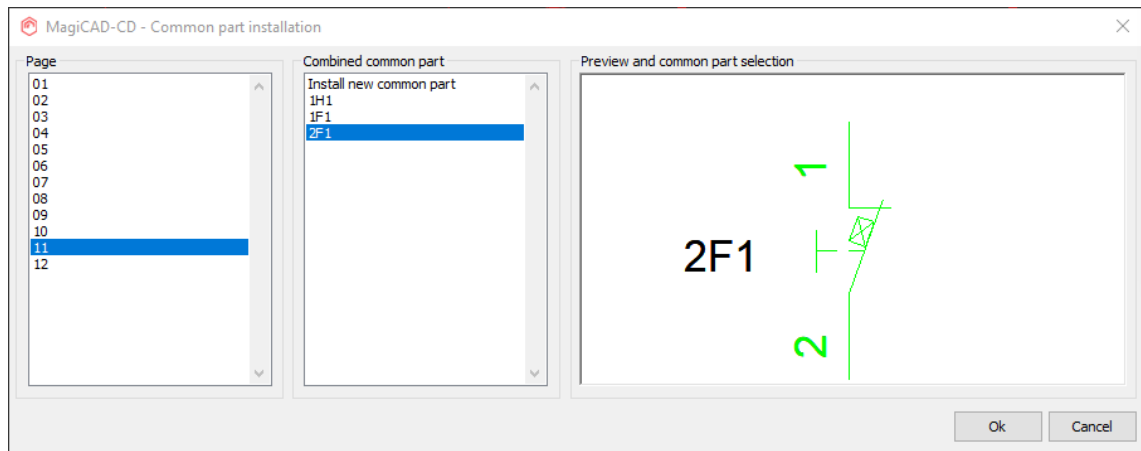 MagiCAD-CD - Common part installation
Page
01
02
03
04
05
06
07
08
09
10
11
12
Combined common part
Install new common part
1H1
1F1
2F1
Preview and common part selection
1
2F1
2
Ok
Cancel